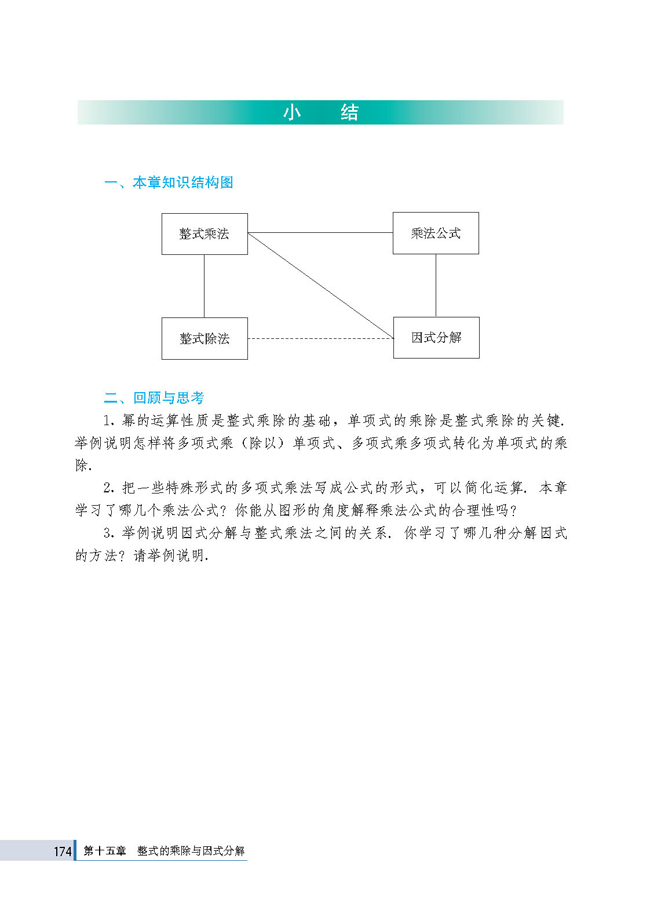 小 结
一、本章知识结构图
整式乘法 乘法公式
整式除法 因式分解
二、回顾与思考
1. 幂的运算性质是整式乘除的基础，单项式的乘除是整式乘除的关键.
举例说明怎样将多项式乘（除以）单项式、多项式乘多项式转化为单项式的乘
除.
2. 把一些特殊形式的多项式乘法写成公式的形式，可以简化运算. 本章
学习了哪几个乘法公式？你能从图形的角度解释乘法公式的合理性吗？
3. 举例说明因式分解与整式乘法之间的关系. 你学习了哪几种分解因式
的方法？请举例说明.
174 第十五章 整式的乘除与因式分解